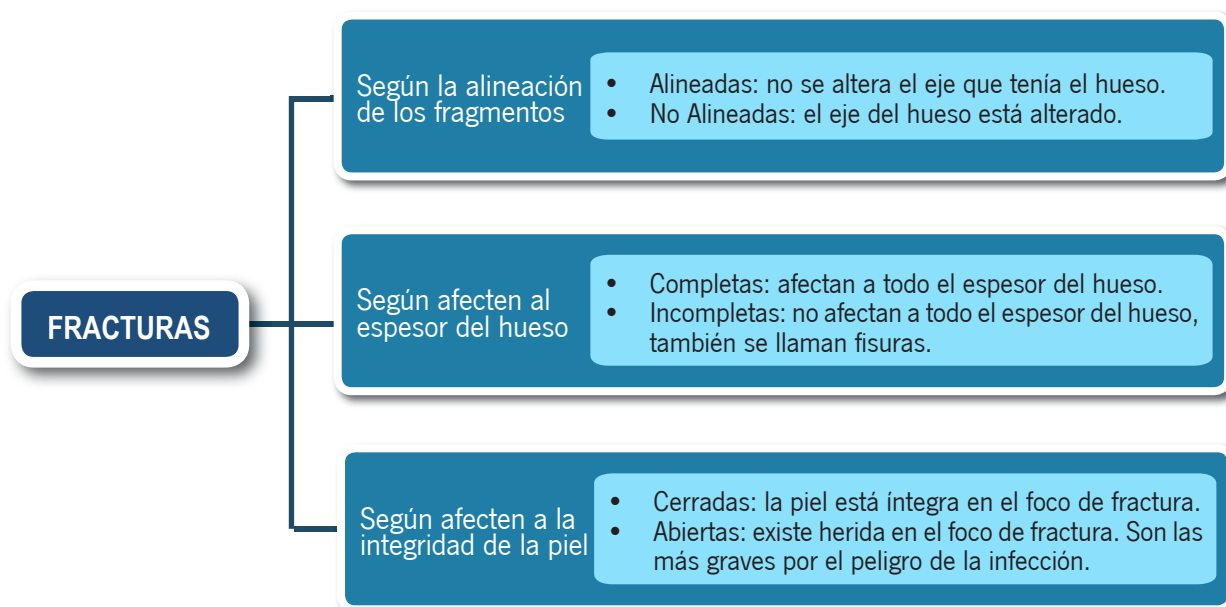 Según la alineación
de los fragmentos
• Alineadas: no se altera el eje que tenía el hueso.
• No Alineadas: el eje del hueso está alterado.
FRACTURAS
Según afecten al
espesor del hueso
• Completas: afectan a todo el espesor del hueso.
• Incompletas: no afectan a todo el espesor del hueso,
también se llaman fisuras.
Según afecten a la
integridad de la piel
• Cerradas: la piel está íntegra en el foco de fractura.
• Abiertas: existe herida en el foco de fractura. Son las
más graves por el peligro de la infección.